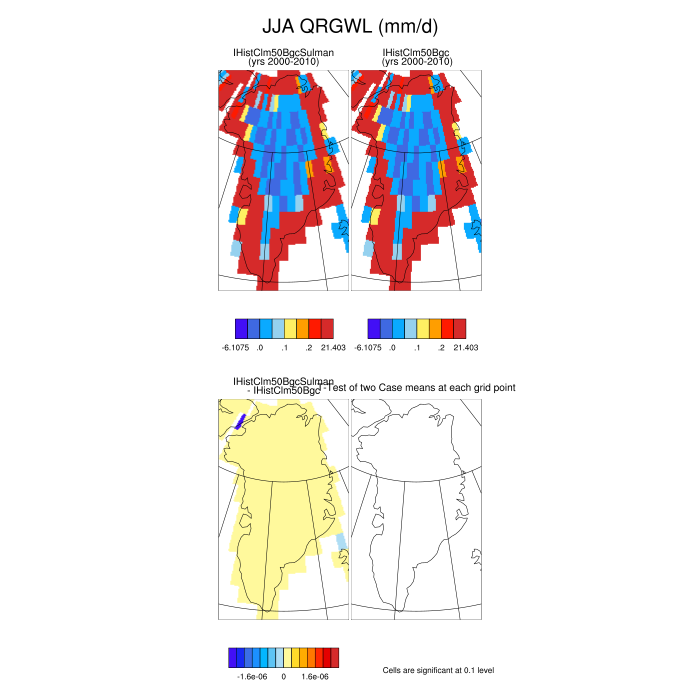 JJA QRGWL (mm/d)
IHistClm50BgcSulman
(yrs 2000-2010)
IHistClm50Bgc
(yrs 2000-2010)
-6.1075 .0 .1 .2 21.403
-6.1075 .0 .1 .2 21.403
IHistClm50BgcSulman
- IHistClm50Bgc
T-Test of two Case means at each grid point
-1.6e-06 0 1.6e-06
Cells are significant at 0.1 level